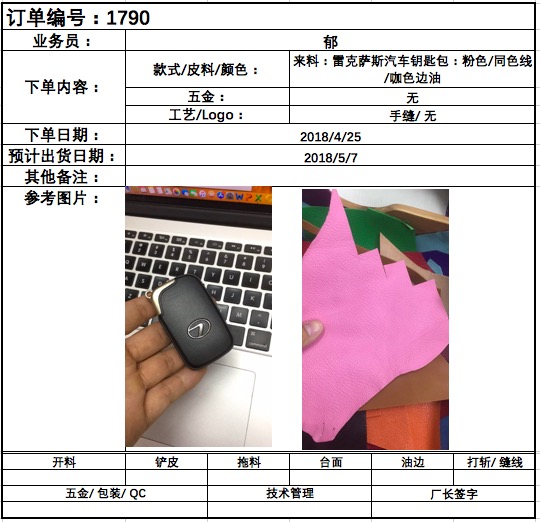 订单编号：1790
业务员： 郁
下单内容： 款式/皮料/颜色： 来料：雷克萨斯汽车钥匙包：粉色/同色线
/咖色边油
五金： 无
工艺/Logo： 手缝/ 无
下单日期： 2018/4/25
预计出货日期： 2018/5/7
其他备注：
参考图片：
开料 铲皮 拖料 台面 油边 打斩/ 缝线
五金/ 包装/ QC 技术管理 厂长签字